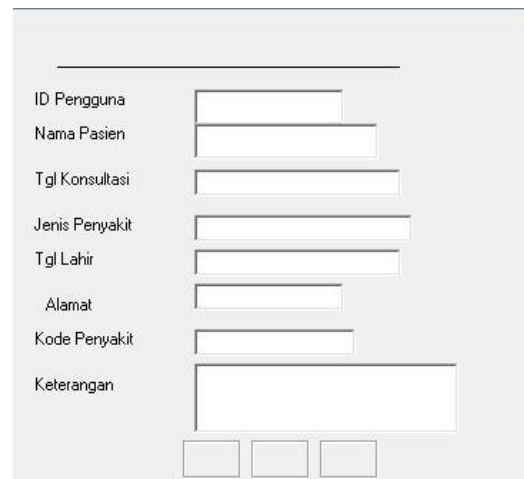 ID Pengguna
Nama Pasien
Tgl Konsultasi
Jenis Penyakit
Tgl Lahir
Alamat
Kode Penyakit
Keterangan